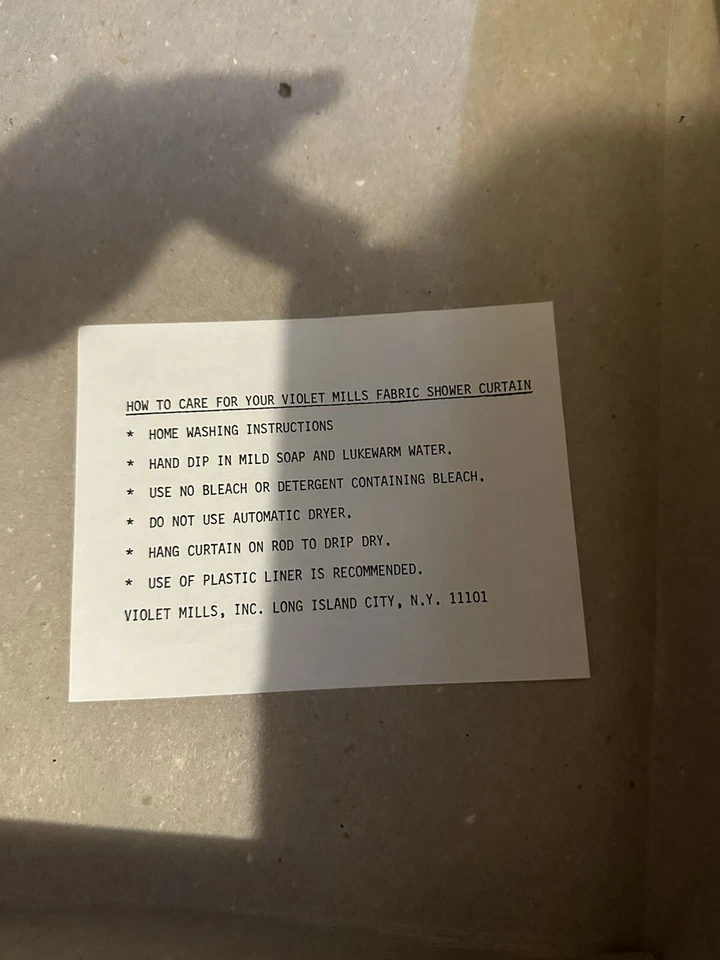 HOW TO CARE FOR YOUR VIOLET MILLS FABRIC SHOWER CURTAIN
* HOME WASHING INSTRUCTIONS
* HAND DIP IN MILD SOAP AND LUKEWARM WATER.
* USE NO BLEACH OR DETERGENT CONTAINING BLEACH.
* DO NOT USE AUTOMATIC DRYER.
* HANG CURTAIN ON ROD TO DRIP DRY.
* USE OF PLASTIC LINER IS RECOMMENDED.
VIOLET MILLS, INC. LONG ISLAND CITY, N.Y. 11101